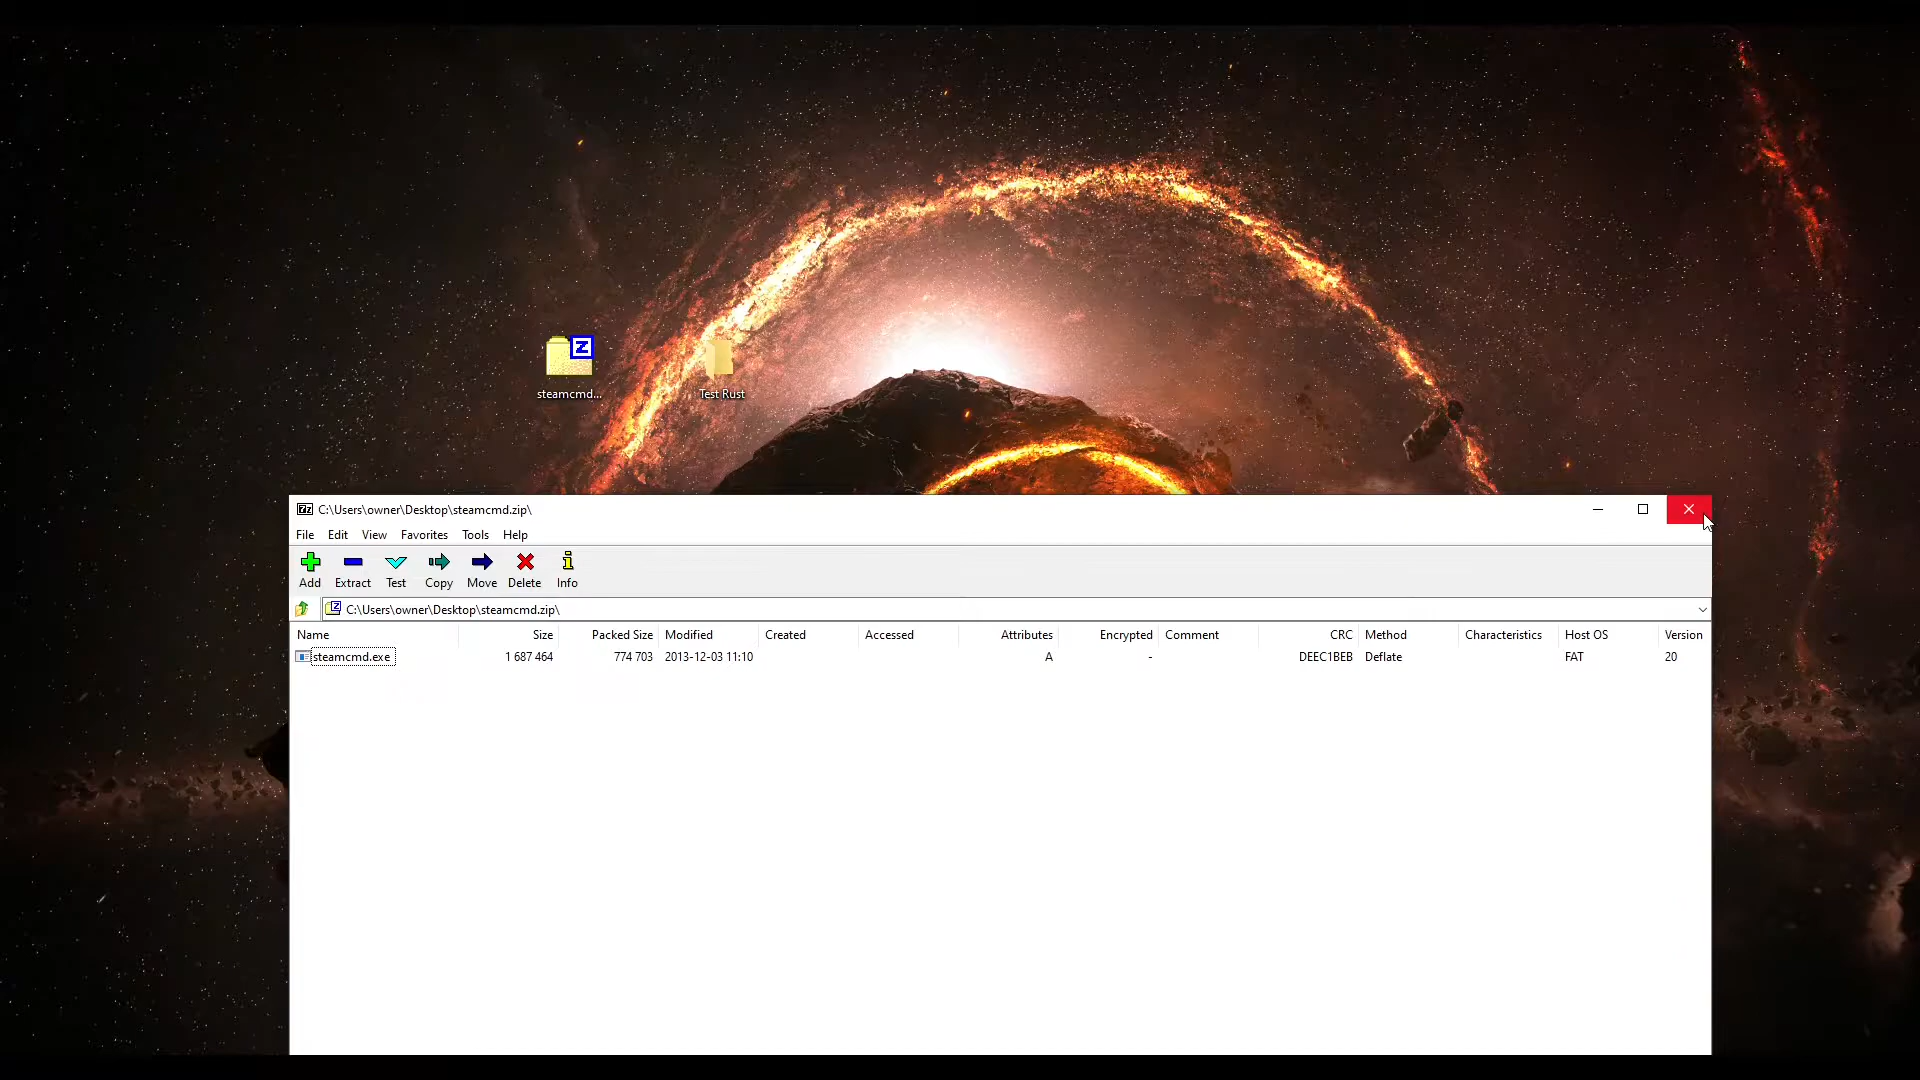 steamcmd...
Test Rust
C:\Users\owner\Desktop\steamcmd.zip\
File Edit View Favorites Tools Help
Add Extract Test Copy Move Delete Info
C:\Users\owner\Desktop\steamcmd.zip\
Name Size Packed Size Modified Created Accessed Attributes Encrypted Comment CRC Method Characteristics Host OS Version
steamcmd.exe 1 687 464 774 703 2013-12-03 11:10 A - DEEC1BEB Deflate FAT 20